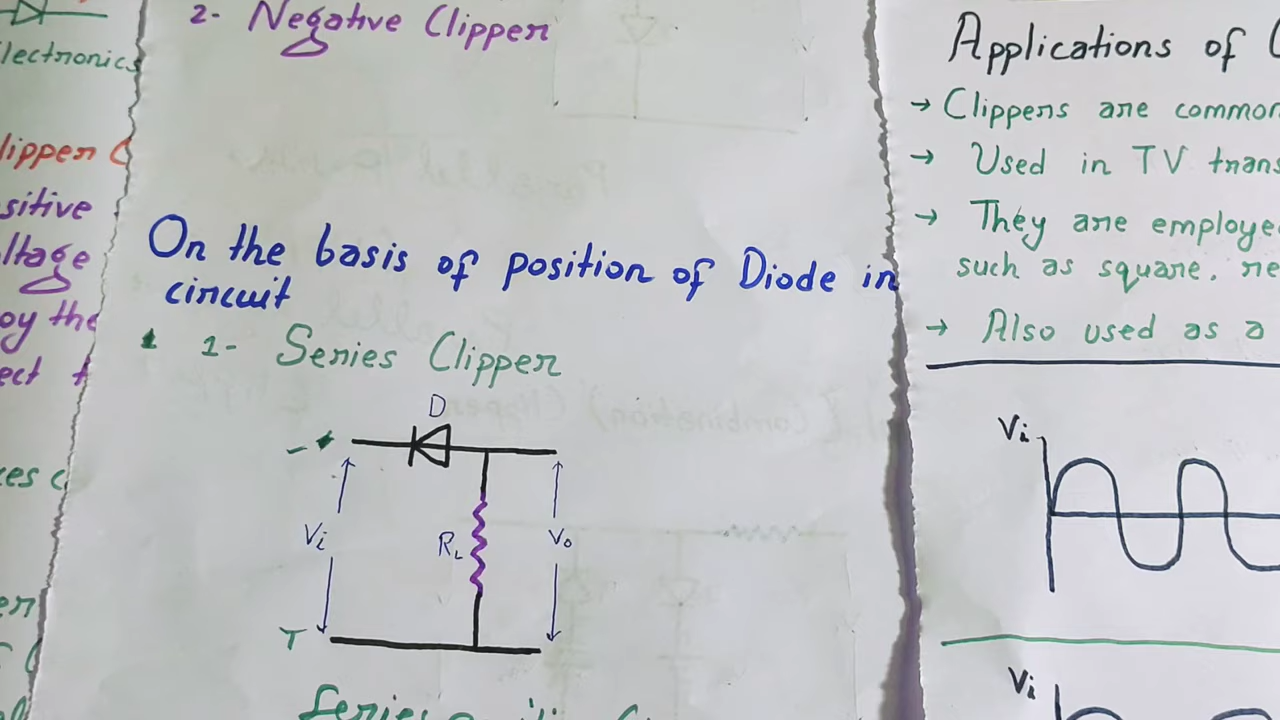 lectronics
lipper C
sitive
ltage
oy the
ect t
ces c
2- Negative Clipper
On the basis of position of Diode in
circuit
1- Series Clipper
D
Vi
RL
Vo
Series
Applications of
→ Clippers are common
→ Used in TV trans
→ They are employe
such as square, re
→ Also used as a
Vi
Vi